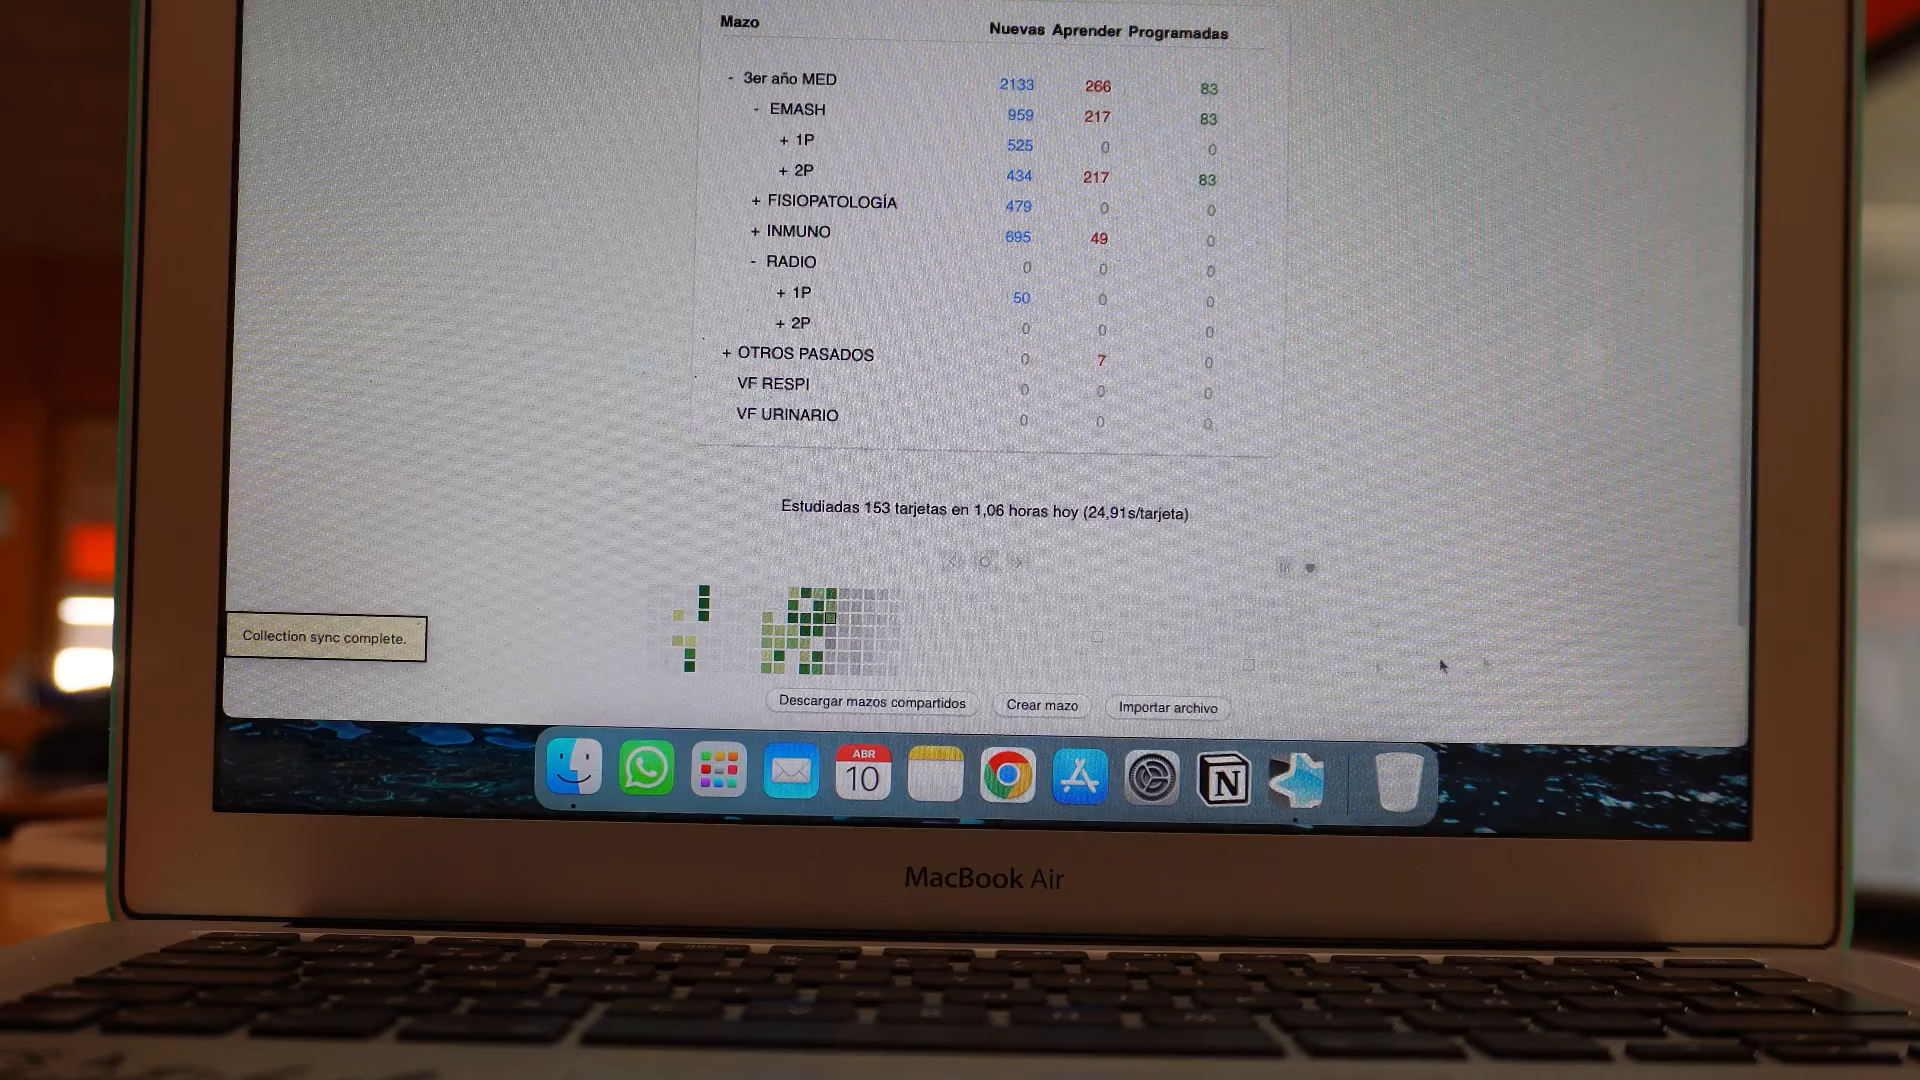 Mazo Nuevas Aprender Programadas
- 3er año MED 2133 266 83
- EMASH 959 217 83
+ 1P 525 0 0
+ 2P 434 217 83
+ FISIOPATOLOGÍA 479 0 0
+ INMUNO 695 49 0
- RADIO 0 0 0
+ 1P 50 0 0
+ 2P 0 0 0
+ OTROS PASADOS 0 7 0
VF RESPI 0 0 0
VF URINARIO 0 0 0
Estudiadas 153 tarjetas en 1,06 horas hoy (24,91s/tarjeta)
Collection sync complete.
Descargar mazos compartidos Crear mazo Importar archivo
ABR
10
N
MacBook Air